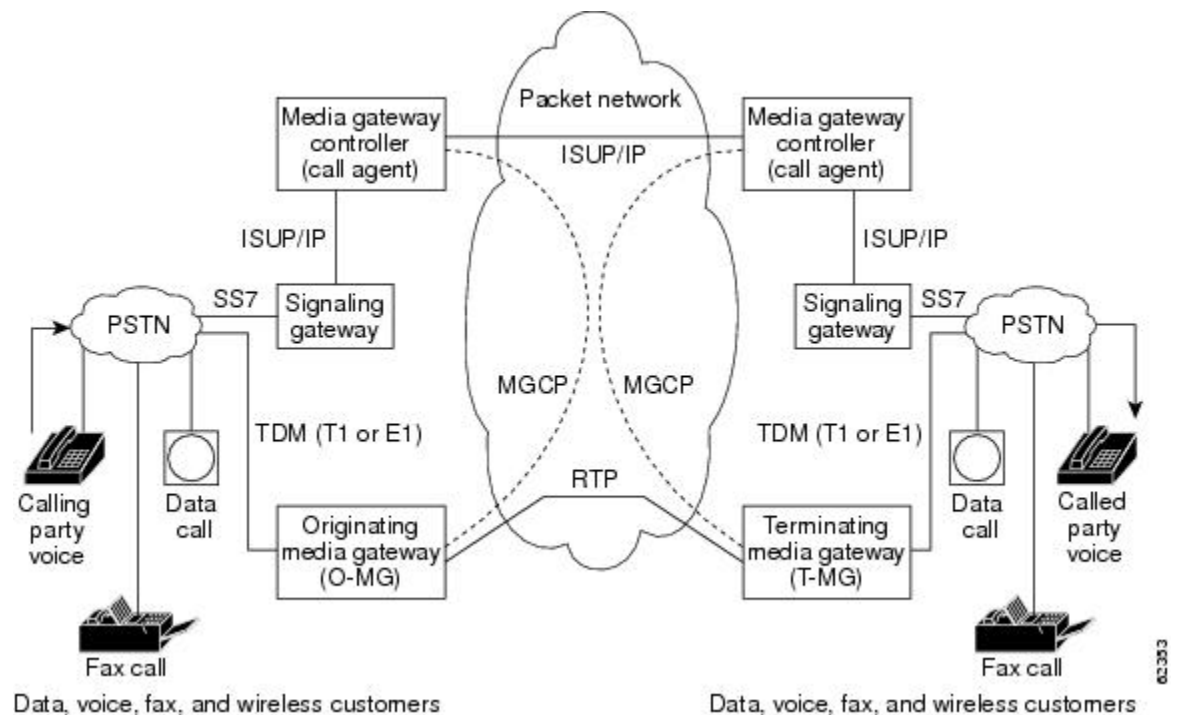 Packet network
Media gateway
controller
(call agent)
ISUP/IP
Media gateway
controller
(call agent)
ISUP/IP
ISUP/IP
SS7
Signaling
gateway
PSTN
Signaling
gateway
SS7
PSTN
MGCP
MGCP
TDM (T1 or E1)
TDM (T1 or E1)
RTP
Calling
party
voice
Data
call
Originating
media gateway
(O-MG)
Terminating
media gateway
(T-MG)
Data
call
Called
party
voice
Fax call
Fax call
62353
Data, voice, fax, and wireless customers
Data, voice, fax, and wireless customers